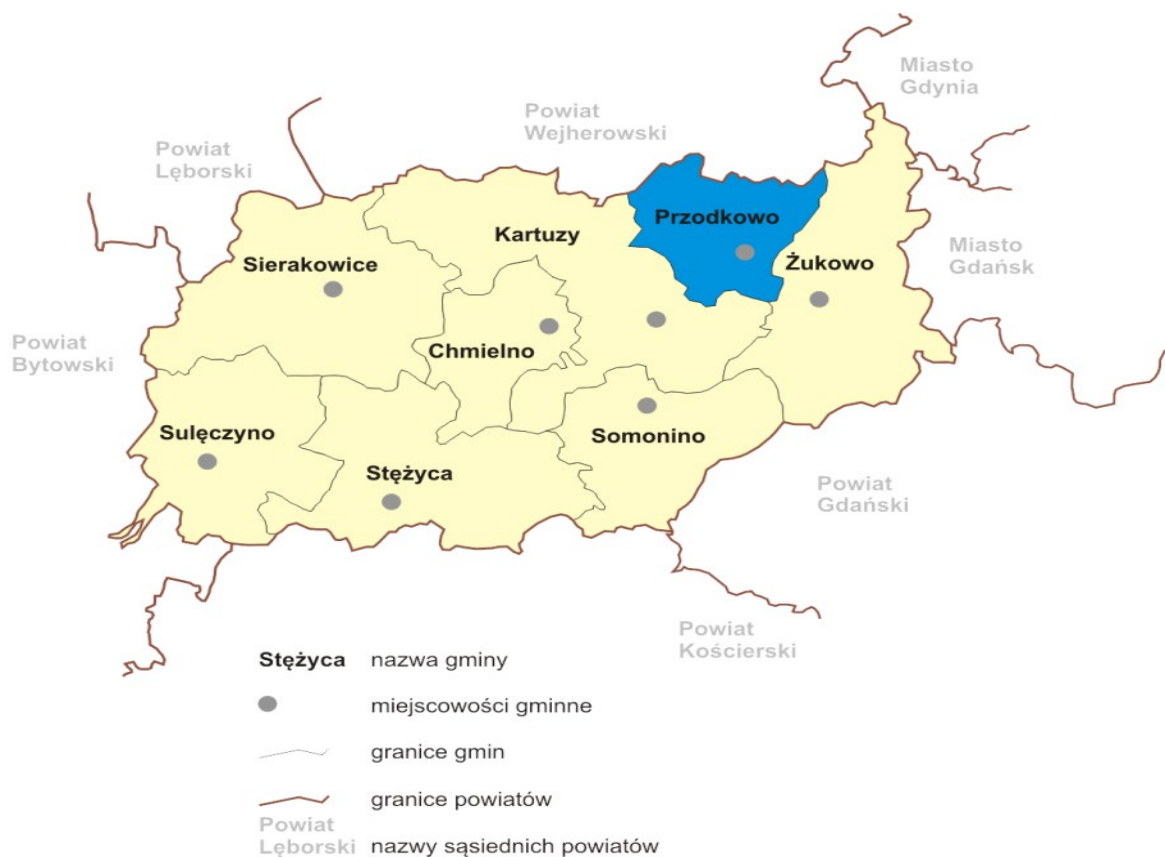 Miasto
Gdynia
Powiat
Wejherowski
Powiat
Lęborski
Przodkowo
Kartuzy
Miasto
Gdańsk
Sierakowice
Żukowo
Powiat
Bytowski
Chmielno
Sulęczyno
Somonino
Stężyca
Powiat
Gdański
Powiat
Kościerski
Stężyca nazwa gminy
miejscowości gminne
granice gmin
granice powiatów
Powiat
Lęborski nazwy sąsiednich powiatów